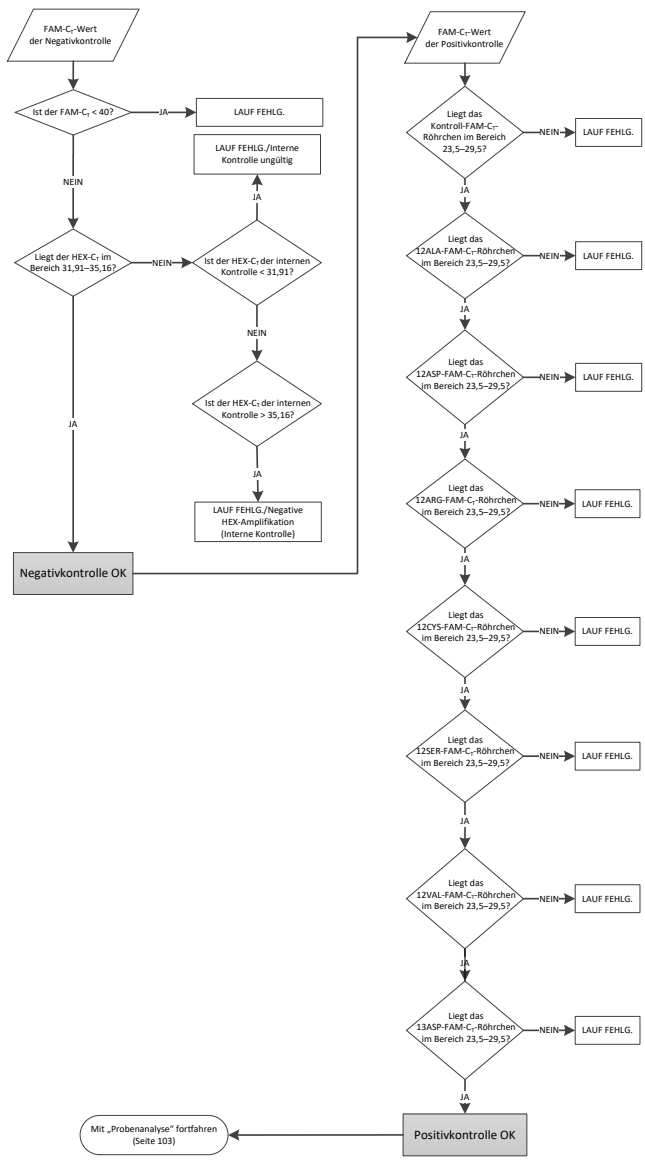 FAM-CT-Wert
der Negativkontrolle
Ist der FAM-CT < 40?
JA
LAUF FEHLG.
NEIN
LAUF FEHLG./Interne
Kontrolle ungültig
JA
Liegt der HEX-CT im
Bereich 31,91–35,16?
NEIN
Ist der HEX-CT der internen
Kontrolle < 31,91?
NEIN
Ist der HEX-CT der internen
Kontrolle > 35,16?
JA
JA
LAUF FEHLG./Negative
HEX-Amplifikation
(Interne Kontrolle)
Negativkontrolle OK
FAM-CT-Wert
der Positivkontrolle
Liegt das
Kontroll-FAM-CT-
Röhrchen im Bereich
23,5–29,5?
NEIN
LAUF FEHLG.
JA
Liegt das
12ALA-FAM-CT-Röhrchen
im Bereich 23,5–29,5?
NEIN
LAUF FEHLG.
JA
Liegt das
12ASP-FAM-CT-Röhrchen
im Bereich 23,5–29,5?
NEIN
LAUF FEHLG.
JA
Liegt das
12ARG-FAM-CT-Röhrchen
im Bereich 23,5–29,5?
NEIN
LAUF FEHLG.
JA
Liegt das
12CYS-FAM-CT-Röhrchen
im Bereich 23,5–29,5?
NEIN
LAUF FEHLG.
JA
Liegt das
12SER-FAM-CT-Röhrchen
im Bereich 23,5–29,5?
NEIN
LAUF FEHLG.
JA
Liegt das
12VAL-FAM-CT-Röhrchen
im Bereich 23,5–29,5?
NEIN
LAUF FEHLG.
JA
Liegt das
13ASP-FAM-CT-Röhrchen
im Bereich 23,5–29,5?
NEIN
LAUF FEHLG.
JA
Positivkontrolle OK
Mit „Probenanalyse“ fortfahren
(Seite 103)